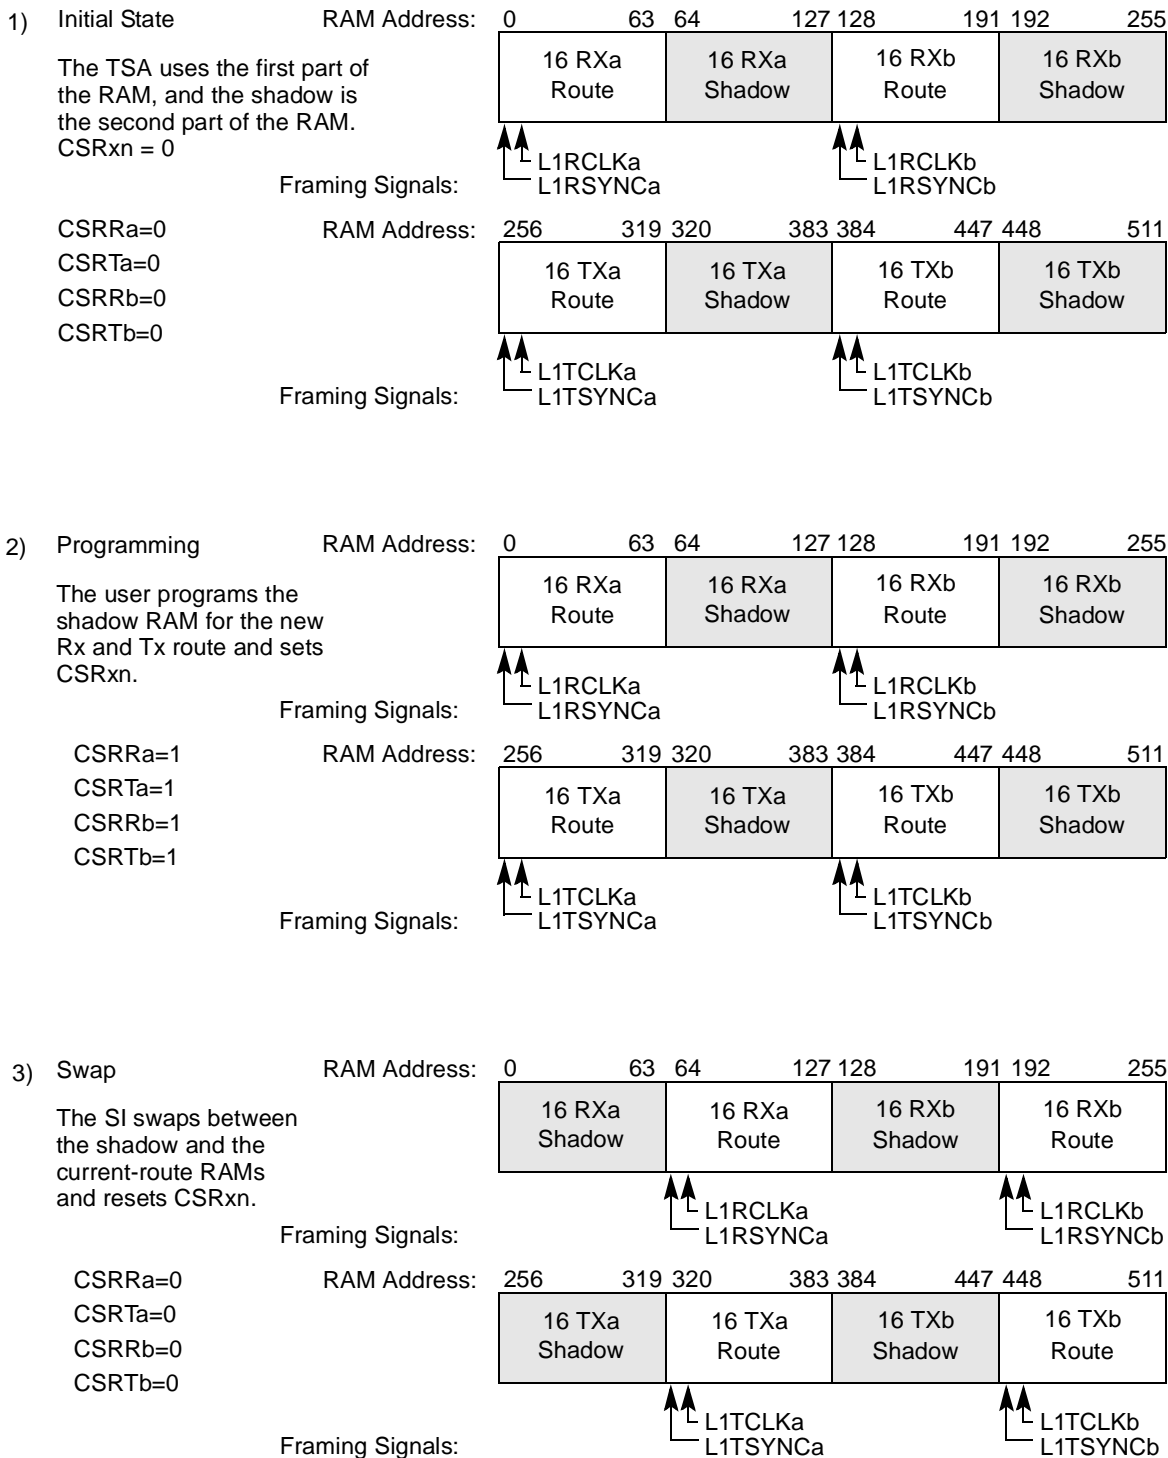 1) Initial State RAM Address: 0 63 64 127 128 191 192 255
The TSA uses the first part of
the RAM, and the shadow is
the second part of the RAM.
CSRxn = 0
16 RXa Route
16 RXa Shadow
16 RXb Route
16 RXb Shadow
L1RCLKa L1RCLKb
Framing Signals: L1RSYNCa L1RSYNCb
CSRRa=0 RAM Address: 256 319 320 383 384 447 448 511
CSRTa=0
CSRRb=0
CSRTb=0
16 TXa Route
16 TXa Shadow
16 TXb Route
16 TXb Shadow
L1TCLKa L1TCLKb
Framing Signals: L1TSYNCa L1TSYNCb
2) Programming RAM Address: 0 63 64 127 128 191 192 255
The user programs the
shadow RAM for the new
Rx and Tx route and sets
CSRxn.
16 RXa Route
16 RXa Shadow
16 RXb Route
16 RXb Shadow
L1RCLKa L1RCLKb
Framing Signals: L1RSYNCa L1RSYNCb
CSRRa=1 RAM Address: 256 319 320 383 384 447 448 511
CSRTa=1
CSRRb=1
CSRTb=1
16 TXa Route
16 TXa Shadow
16 TXb Route
16 TXb Shadow
L1TCLKa L1TCLKb
Framing Signals: L1TSYNCa L1TSYNCb
3) Swap RAM Address: 0 63 64 127 128 191 192 255
The SI swaps between
the shadow and the
current-route RAMs
and resets CSRxn.
16 RXa Shadow
16 RXa Route
16 RXb Shadow
16 RXb Route
L1RCLKa L1RCLKb
Framing Signals: L1RSYNCa L1RSYNCb
CSRRa=0 RAM Address: 256 319 320 383 384 447 448 511
CSRTa=0
CSRRb=0
CSRTb=0
16 TXa Shadow
16 TXa Route
16 TXb Shadow
16 TXb Route
L1TCLKa L1TCLKb
Framing Signals: L1TSYNCa L1TSYNCb